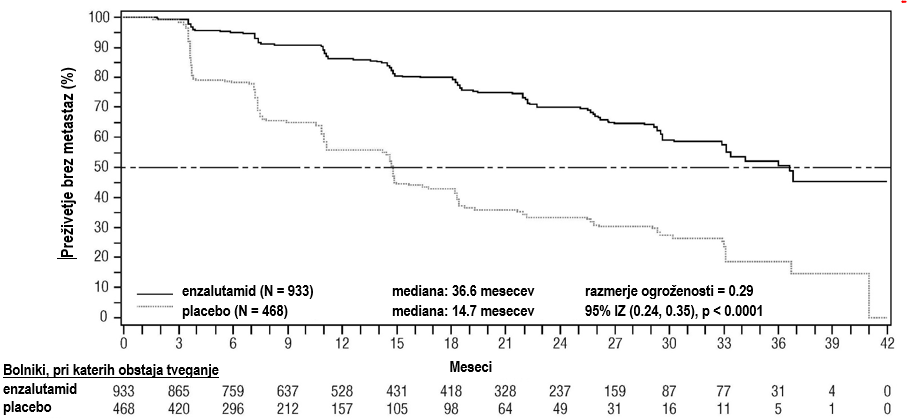 Preživetje brez metastaz (%)
100
90
80
70
60
50
40
30
20
10
0
enzalutamid (N = 933) mediana: 36.6 mesecev razmerje ogroženosti = 0.29
placebo (N = 468) mediana: 14.7 mesecev 95% IZ (0.24, 0.35), p < 0.0001
0 3 6 9 12 15 18 21 24 27 30 33 36 39 42
Meseci
Bolniki, pri katerih obstaja tveganje
enzalutamid 933 865 759 637 528 431 418 328 237 159 87 77 31 4 0
placebo 468 420 296 212 157 105 98 64 49 31 16 11 5 1 0